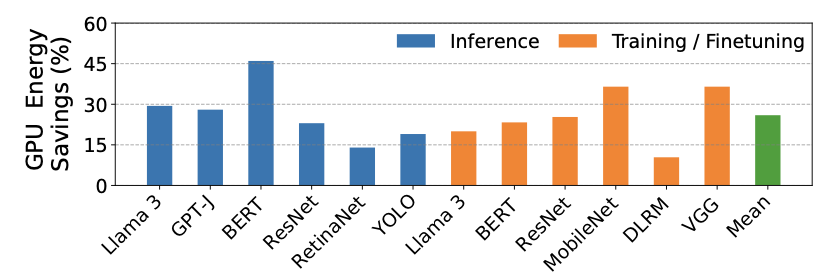 GPU Energy
Savings (%)
60
45
30
15
0
Inference
Training / Finetuning
Llama 3
GPT-J
BERT
ResNet
RetinaNet
YOLO
Llama 3
BERT
ResNet
MobileNet
DLRM
VGG
Mean